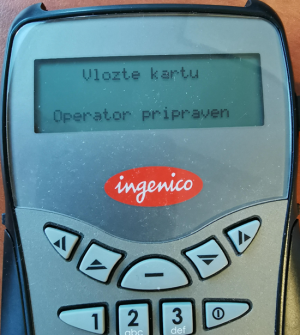 Vlozte kartu
Operator pripraven
ingenico
1
2
abc
3
def